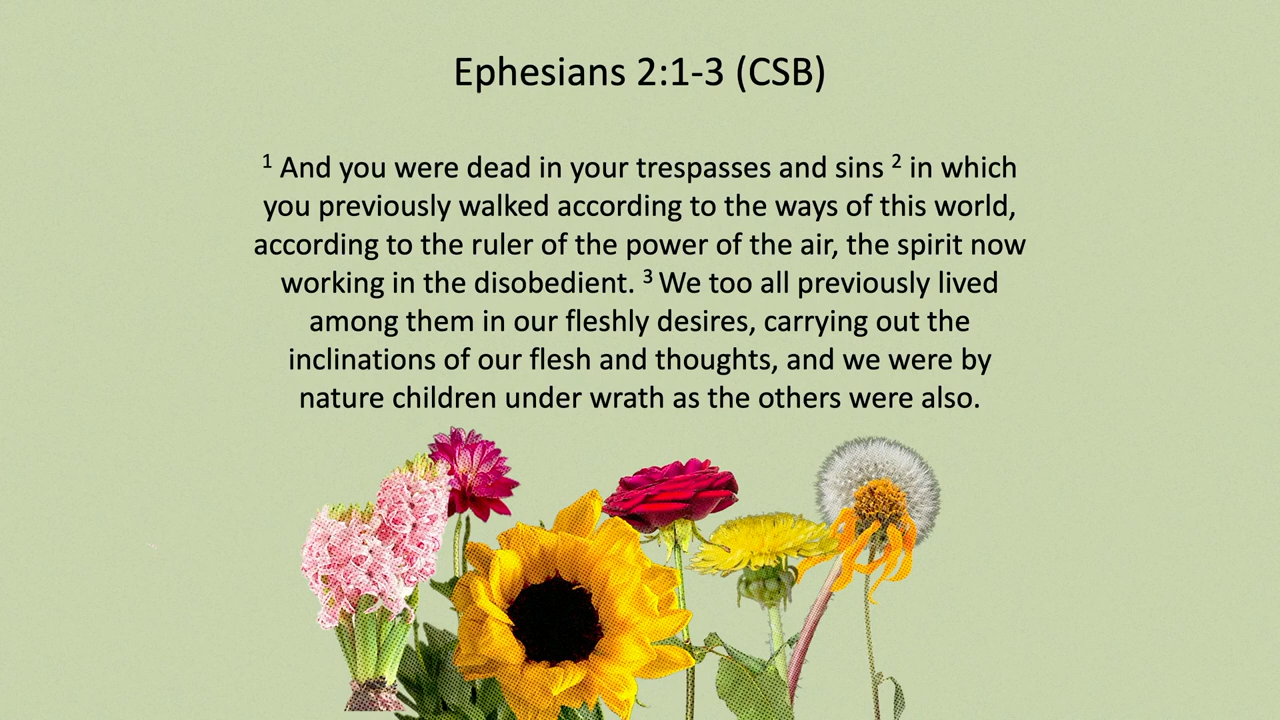 Ephesians 2:1-3 (CSB)
¹ And you were dead in your trespasses and sins ² in which
you previously walked according to the ways of this world,
according to the ruler of the power of the air, the spirit now
working in the disobedient. ³ We too all previously lived
among them in our fleshly desires, carrying out the
inclinations of our flesh and thoughts, and we were by
nature children under wrath as the others were also.